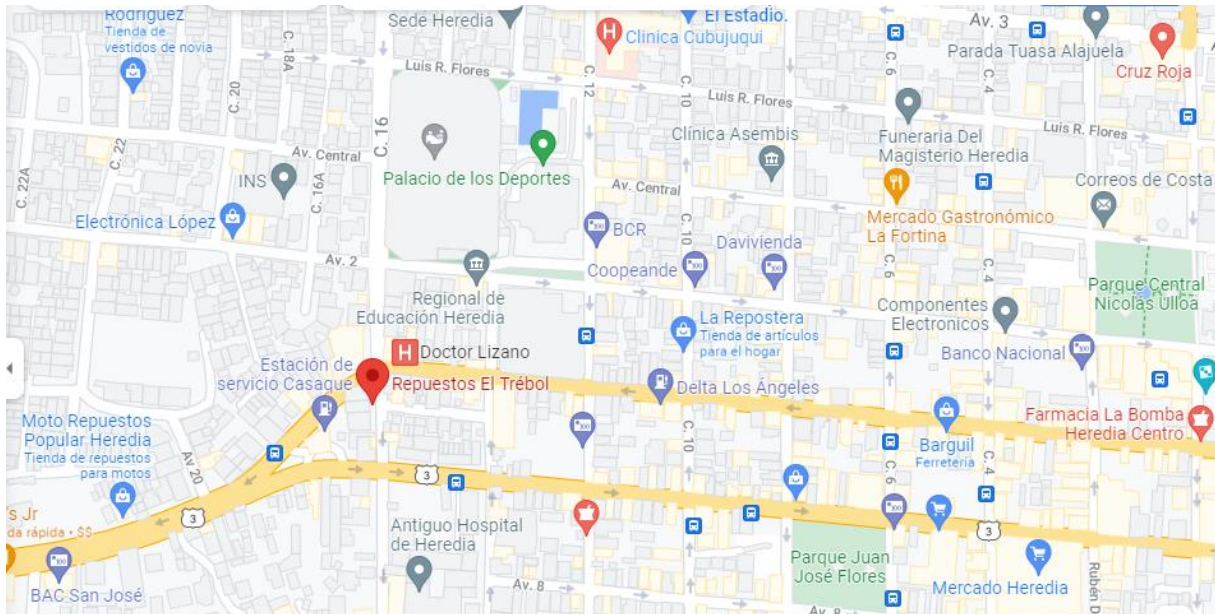 Rodriguez
Tienda de
vestidos de novia
C. 18A
C. 20
Sede Heredia
Luis R. Flores
C. 12
El Estadio.
Clínica Cubujuqui
C. 6
Av. 3
C. 4
Parada Tuasa Alajuela
Cruz Roja
C. 16
C. 10
Luis R. Flores
Luis R. Flores
C. 22
C. 22A
Av. Central
INS
C. 16A
Palacio de los Deportes
Clínica Asembis
Funeraria Del
Magisterio Heredia
Correos de Costa
Av. Central
Mercado Gastronómico
La Fortina
Electrónica López
BCR
C. 10
Davivienda
Coopeande
C. 6
C. 4
Av. 2
Regional de
Educación Heredia
Parque Central
Nicolás Ulloa
Componentes
Electronicos
La Repostera
Tienda de artículos
para el hogar
Banco Nacional
Doctor Lizano
Estación de
servicio Casaque
Repuestos El Trébol
Delta Los Ángeles
Moto Repuestos
Popular Heredia
Tienda de repuestos
para motos
Av 20
Farmacia La Bomba
Heredia Centro
Barguil
Ferretería
C. 10
C. 4
C. 6
3
3
3
's Jr
da rápida • $$
BAC San José
Antiguo Hospital
de Heredia
Parque Juan
José Flores
Mercado Heredia
Av. 8
Av. 8
Rubén D